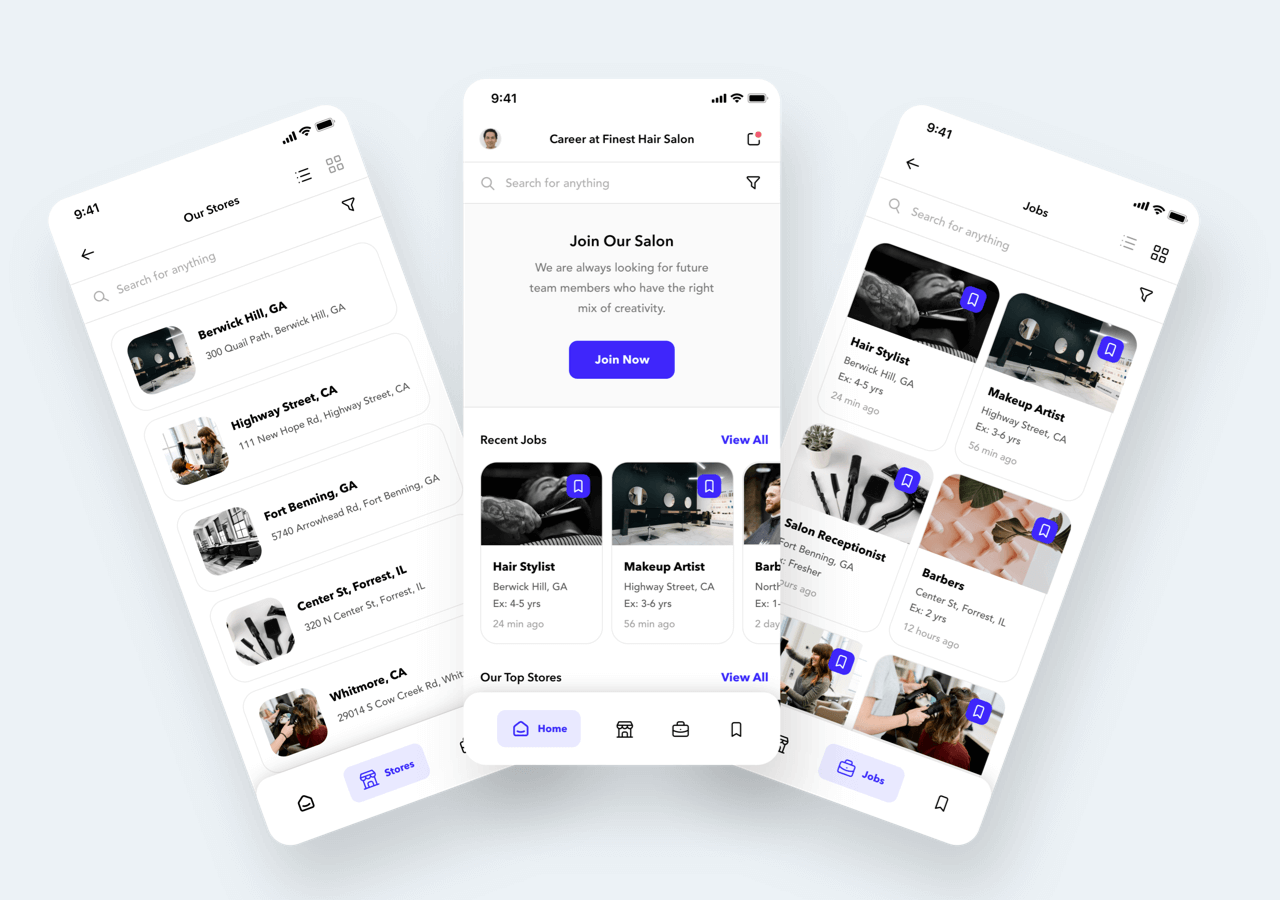 9:41
Our Stores
Search for anything
Berwick Hill, GA
300 Quail Path, Berwick Hill, GA
Highway Street, CA
111 New Hope Rd, Highway Street, CA
Fort Benning, GA
5740 Arrowhead Rd, Fort Benning, GA
Center St, Forrest, IL
320 N Center St, Forrest, IL
Whitmore, CA
29014 S Cow Creek Rd, Whit
Stores
9:41
Career at Finest Hair Salon
Search for anything
Join Our Salon
We are always looking for future
team members who have the right
mix of creativity.
Join Now
Recent Jobs
View All
Hair Stylist
Berwick Hill, GA
Ex: 4-5 yrs
24 min ago
Makeup Artist
Highway Street, CA
Ex: 3-6 yrs
56 min ago
Barb
North
Ex: 1-
2 day
Our Top Stores
View All
Home
9:41
Jobs
Search for anything
Hair Stylist
Berwick Hill, GA
Ex: 4-5 yrs
24 min ago
Makeup Artist
Highway Street, CA
Ex: 3-6 yrs
56 min ago
Salon Receptionist
Fort Benning, GA
: Fresher
ours ago
Barbers
Center St, Forrest, IL
Ex: 2 yrs
12 hours ago
Jobs